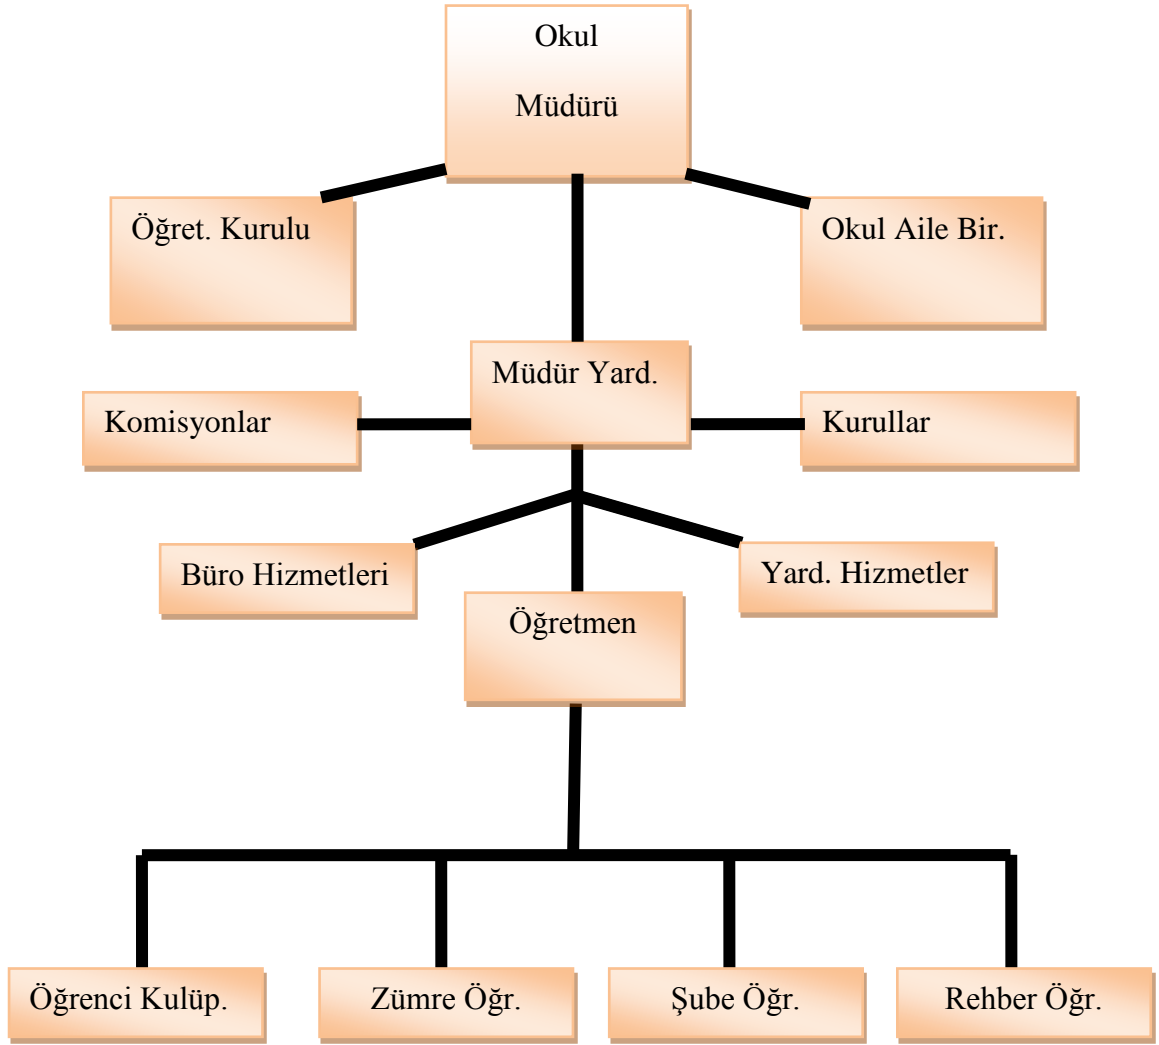 Okul
Müdürü
Öğret. Kurulu
Okul Aile Bir.
Müdür Yard.
Komisyonlar
Kurullar
Büro Hizmetleri
Yard. Hizmetler
Öğretmen
Öğrenci Kulüp.
Zümre Öğr.
Şube Öğr.
Rehber Öğr.